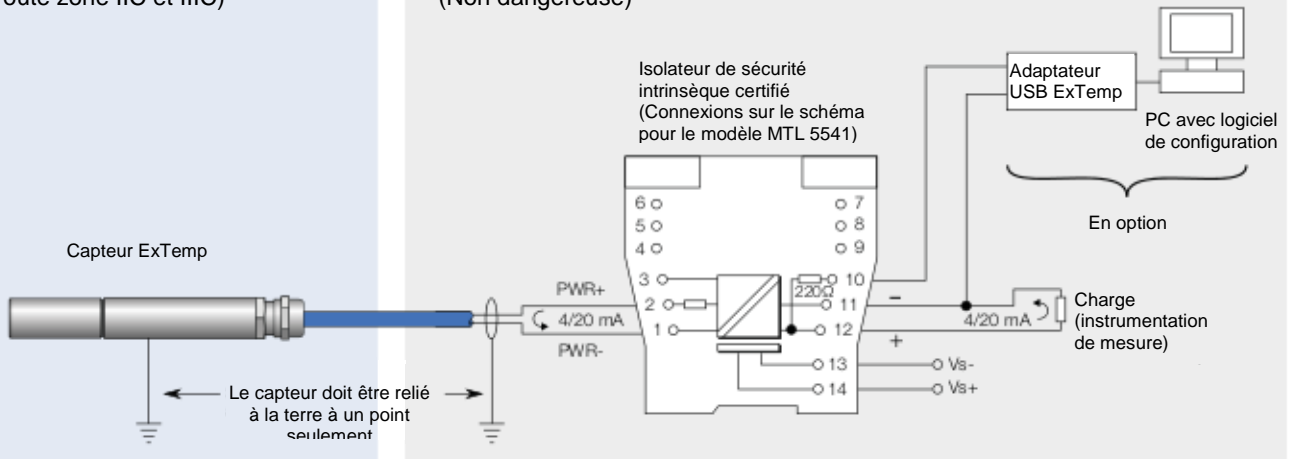 oute zone IIC et IIIC)
(Non dangereuse)
Isolateur de sécurité
intrinsèque certifié
(Connexions sur le schéma
pour le modèle MTL 5541)
Adaptateur
USB ExTemp
PC avec logiciel
de configuration
En option
Capteur ExTemp
6
5
4
3
2
1
7
8
9
10
220Ω
11
12
13
14
PWR+
4/20 mA
PWR-
–
+
4/20 mA
Charge
(instrumentation
de mesure)
Vs-
Vs+
Le capteur doit être relié
à la terre à un point
seulement